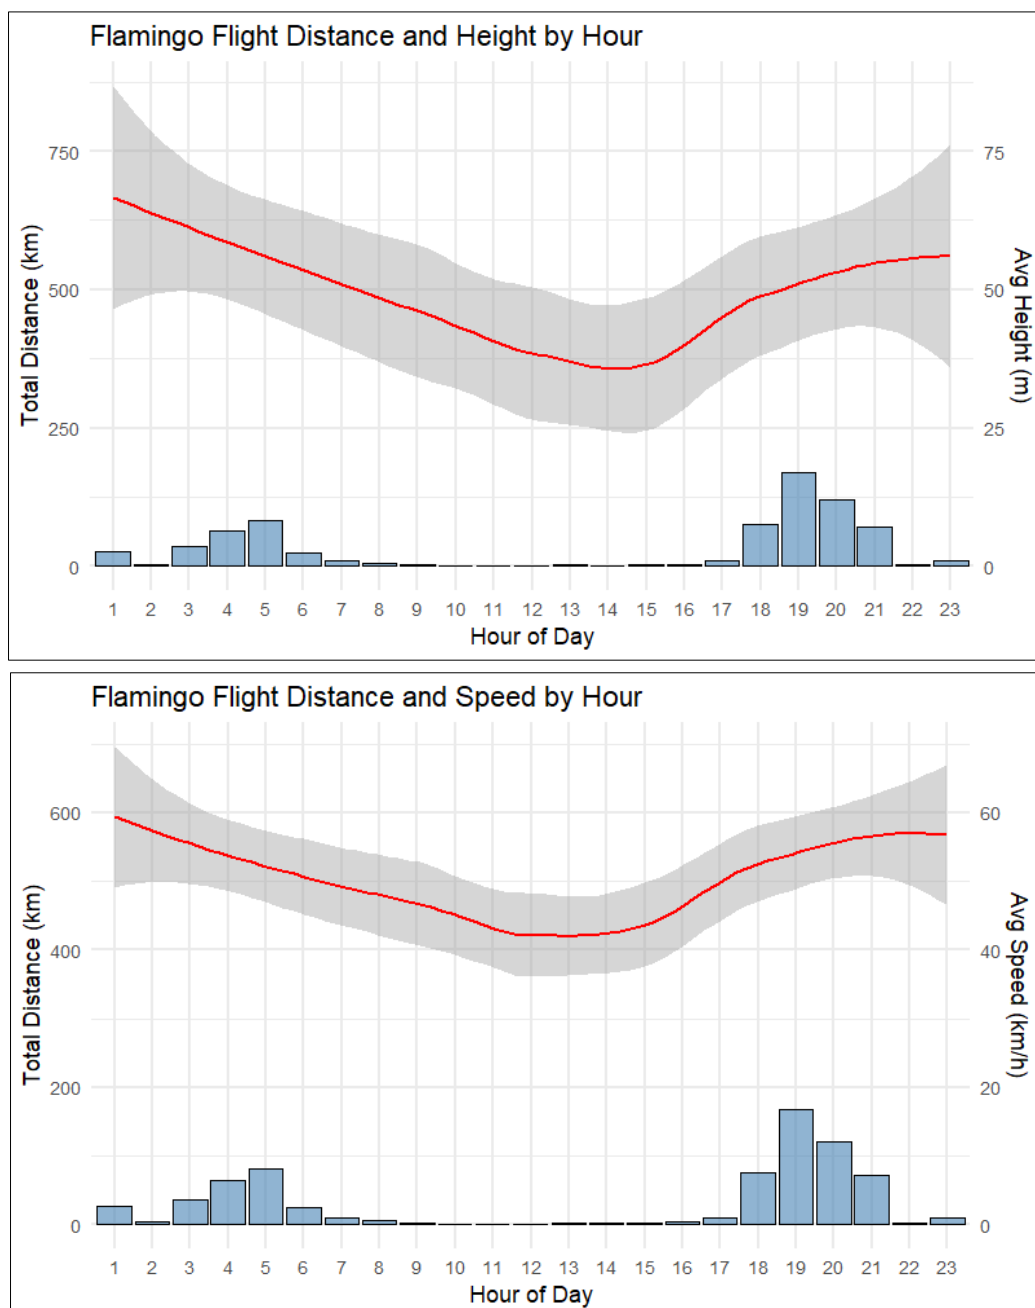 Flamingo Flight Distance and Height by Hour
Total Distance (km)
750
500
250
0
75
50
25
0
Avg Height (m)
1 2 3 4 5 6 7 8 9 10 11 12 13 14 15 16 17 18 19 20 21 22 23
Hour of Day
Flamingo Flight Distance and Speed by Hour
Total Distance (km)
600
400
200
0
60
40
20
0
Avg Speed (km/h)
1 2 3 4 5 6 7 8 9 10 11 12 13 14 15 16 17 18 19 20 21 22 23
Hour of Day